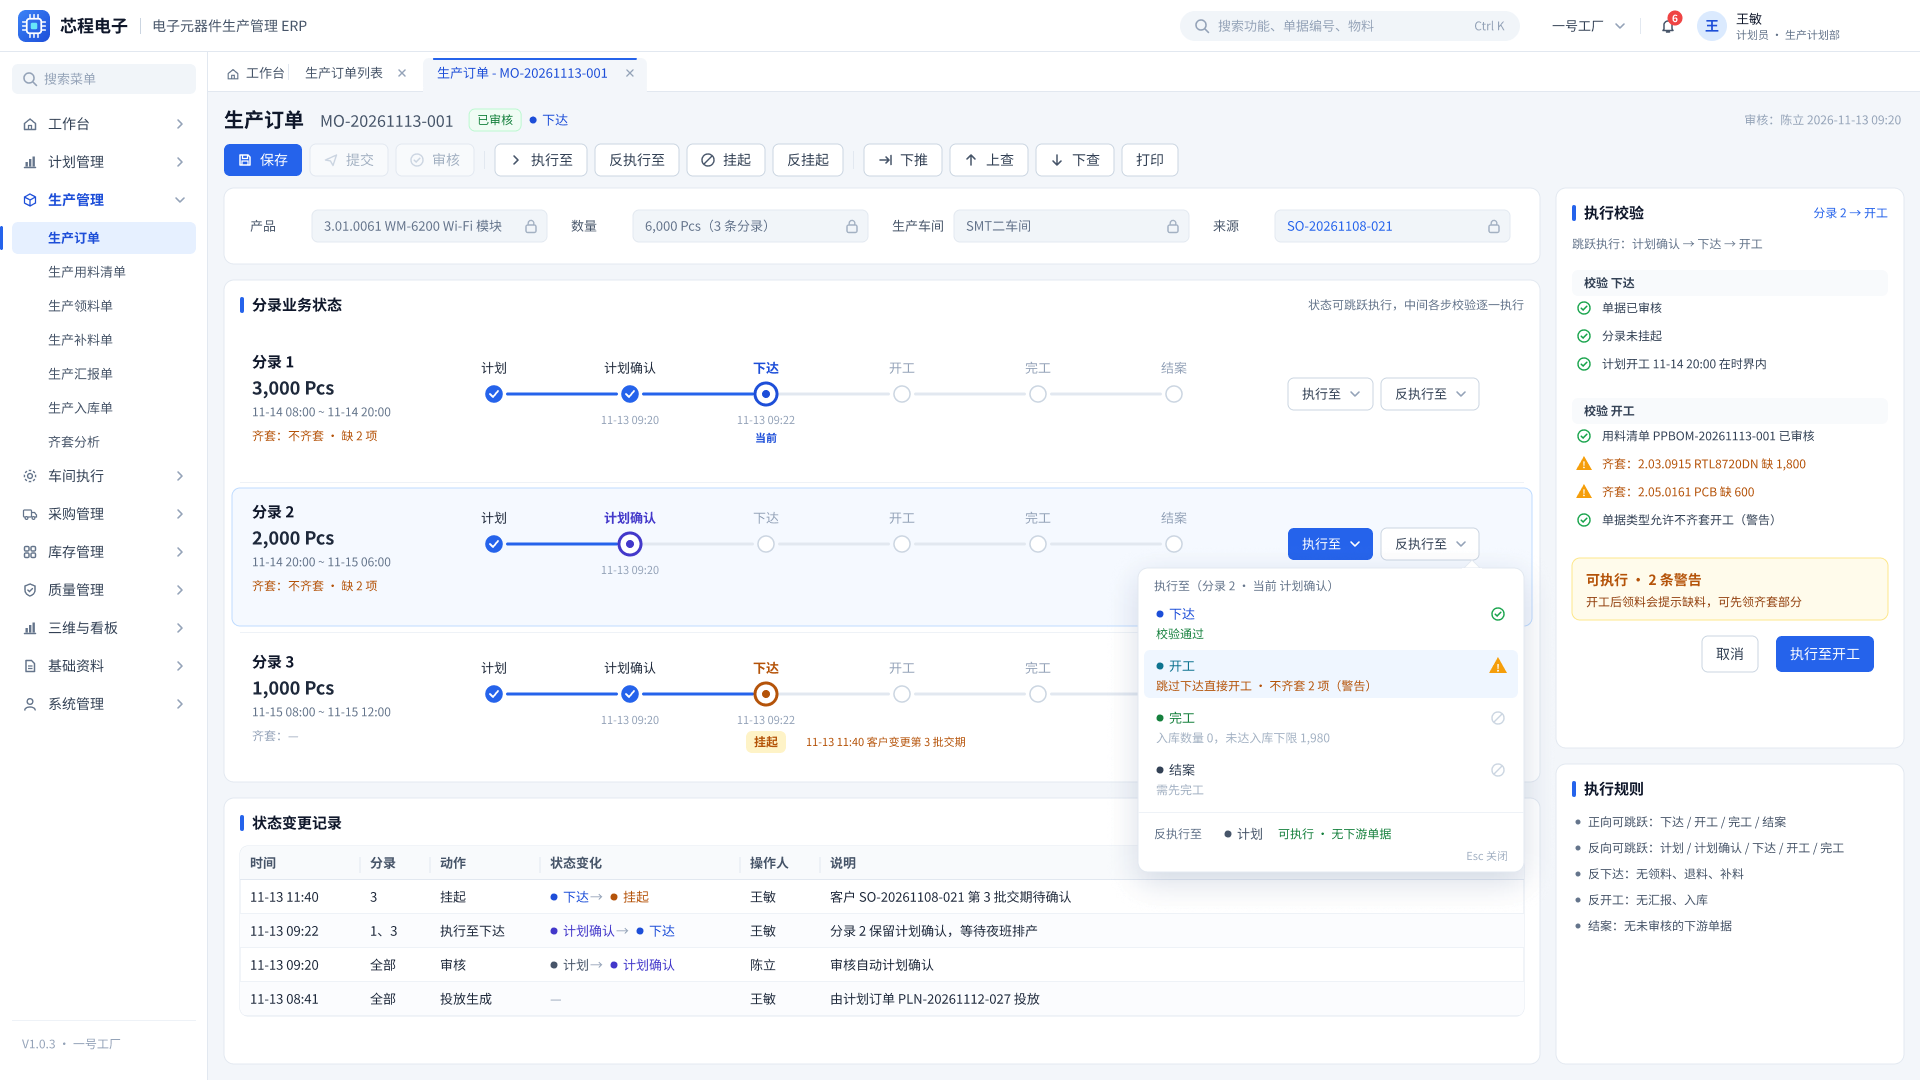 芯程电子 电子元器件生产管理 ERP
搜索功能、单据编号、物料 Ctrl K
一号工厂
6
王
王敏
计划员 · 生产计划部
搜索菜单
工作台
计划管理
生产管理
生产订单
生产用料清单
生产领料单
生产补料单
生产汇报单
生产入库单
齐套分析
车间执行
采购管理
库存管理
质量管理
三维与看板
基础资料
系统管理
V1.0.3 · 一号工厂
工作台 生产订单列表 生产订单 - MO-20261113-001
生产订单 MO-20261113-001 已审核 下达
审核：陈立 2026-11-13 09:20
保存 提交 审核 执行至 反执行至 挂起 反挂起 下推 上查 下查 打印
产品 3.01.0061 WM-6200 Wi-Fi 模块 数量 6,000 Pcs（3 条分录） 生产车间 SMT二车间 来源 SO-20261108-021
分录业务状态 状态可跳跃执行，中间各步校验逐一执行
分录 1
3,000 Pcs
11-14 08:00 ~ 11-14 20:00
齐套：不齐套 · 缺 2 项
计划 计划确认 下达 开工 完工 结案
11-13 09:20 11-13 09:22
当前
执行至 反执行至
分录 2
2,000 Pcs
11-14 20:00 ~ 11-15 06:00
齐套：不齐套 · 缺 2 项
计划 计划确认 下达 开工 完工 结案
11-13 09:20
执行至 反执行至
分录 3
1,000 Pcs
11-15 08:00 ~ 11-15 12:00
齐套：—
计划 计划确认 下达 开工 完工
11-13 09:20 11-13 09:22
挂起 11-13 11:40 客户变更第 3 批交期
执行至（分录 2 · 当前 计划确认）
下达
校验通过
开工
跳过下达直接开工 · 不齐套 2 项（警告）
完工
入库数量 0，未达入库下限 1,980
结案
需先完工
反执行至 计划 可执行 · 无下游单据
Esc 关闭
状态变更记录
时间 分录 动作 状态变化 操作人 说明
11-13 11:40 3 挂起 下达→ 挂起 王敏 客户 SO-20261108-021 第 3 批交期待确认
11-13 09:22 1、3 执行至下达 计划确认→ 下达 王敏 分录 2 保留计划确认，等待夜班排产
11-13 09:20 全部 审核 计划→ 计划确认 陈立 审核自动计划确认
11-13 08:41 全部 投放生成 — 王敏 由计划订单 PLN-20261112-027 投放
执行校验 分录 2 → 开工
跳跃执行：计划确认 → 下达 → 开工
校验 下达
单据已审核
分录未挂起
计划开工 11-14 20:00 在时界内
校验 开工
用料清单 PPBOM-20261113-001 已审核
齐套：2.03.0915 RTL8720DN 缺 1,800
齐套：2.05.0161 PCB 缺 600
单据类型允许不齐套开工（警告）
可执行 · 2 条警告
开工后领料会提示缺料，可先领齐套部分
取消 执行至开工
执行规则
正向可跳跃：下达 / 开工 / 完工 / 结案
反向可跳跃：计划 / 计划确认 / 下达 / 开工 / 完工
反下达：无领料、退料、补料
反开工：无汇报、入库
结案：无未审核的下游单据